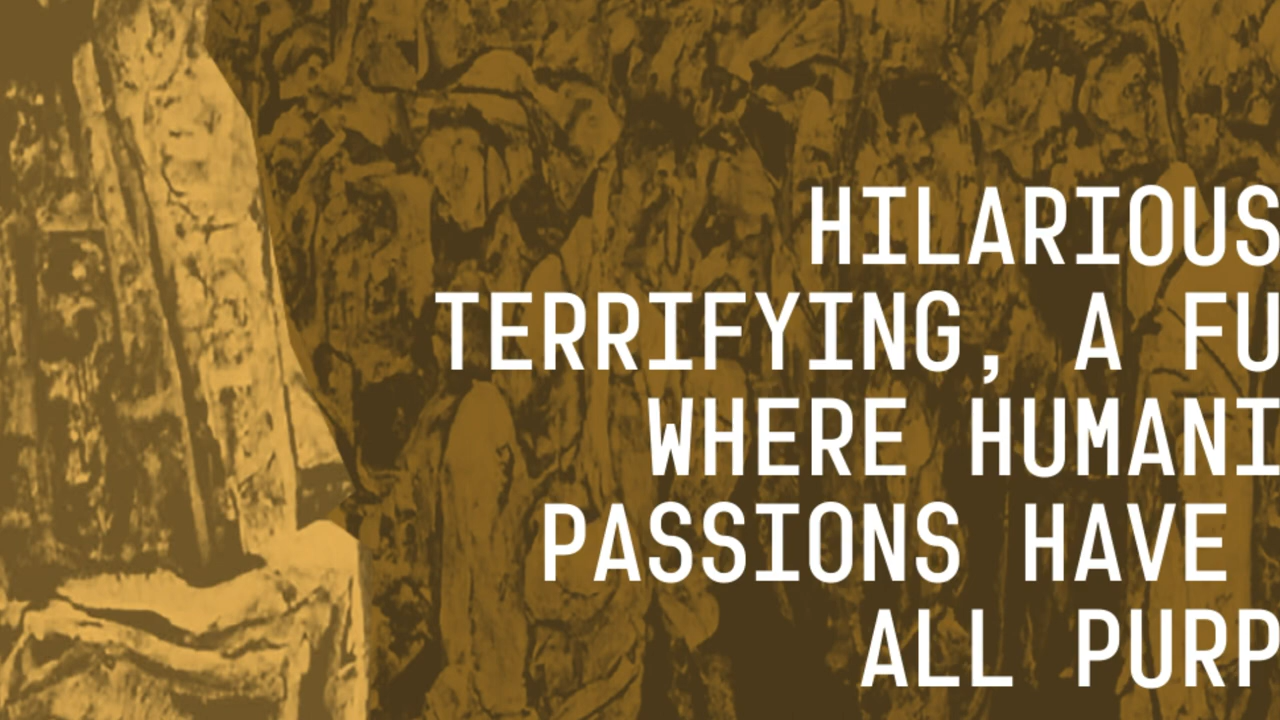 HILARIOUS
TERRIFYING, A FU
WHERE HUMANI
PASSIONS HAVE
ALL PURP